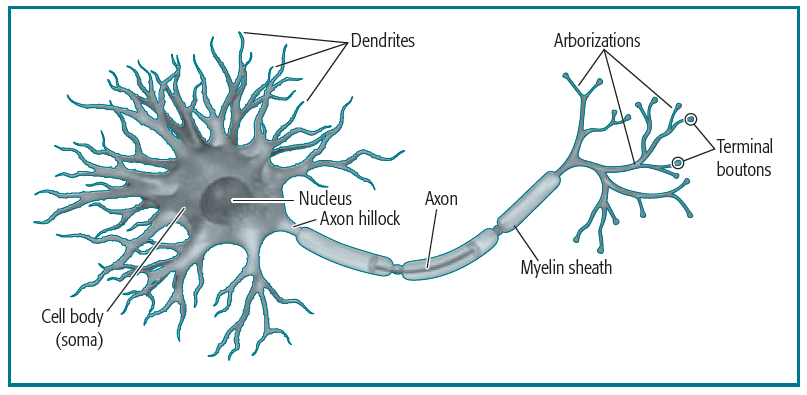 Dendrites
Arborizations
Terminal
boutons
Nucleus
Axon hillock
Axon
Myelin sheath
Cell body
(soma)